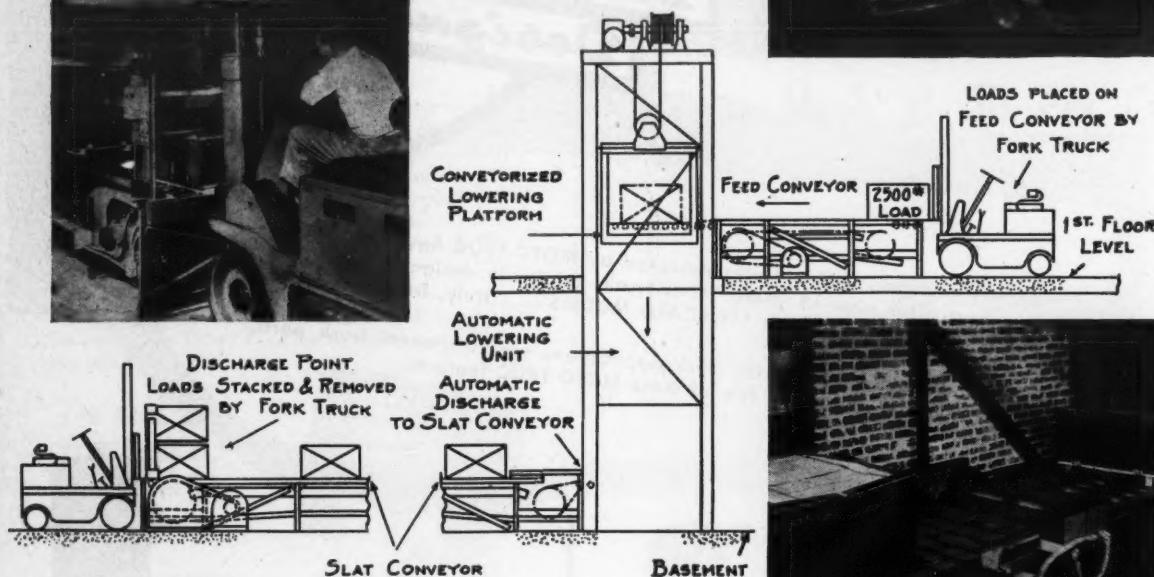 LOADS PLACED ON
FEED CONVEYOR BY
FORK TRUCK
CONVEYORIZED
LOWERING
PLATFORM
FEED CONVEYOR
2500#
LOAD
1ST. FLOOR
LEVEL
AUTOMATIC
LOWERING
UNIT
DISCHARGE POINT
LOADS STACKED & REMOVED
BY FORK TRUCK
AUTOMATIC
DISCHARGE
TO SLAT CONVEYOR
SLAT CONVEYOR
BASEMENT